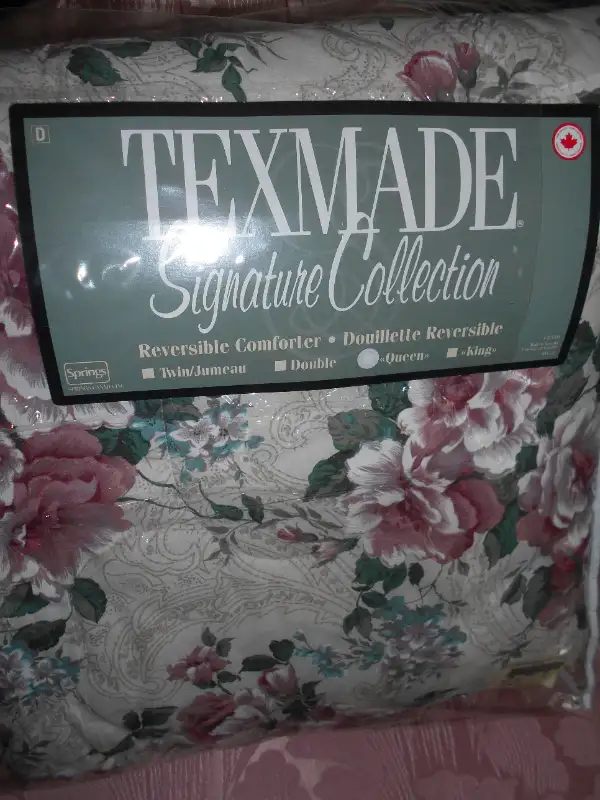 D
TEXMADE®
Signature Collection
Reversible Comforter • Douillette Reversible
Twin/Jumeau Double «Queen» «King»
Springs